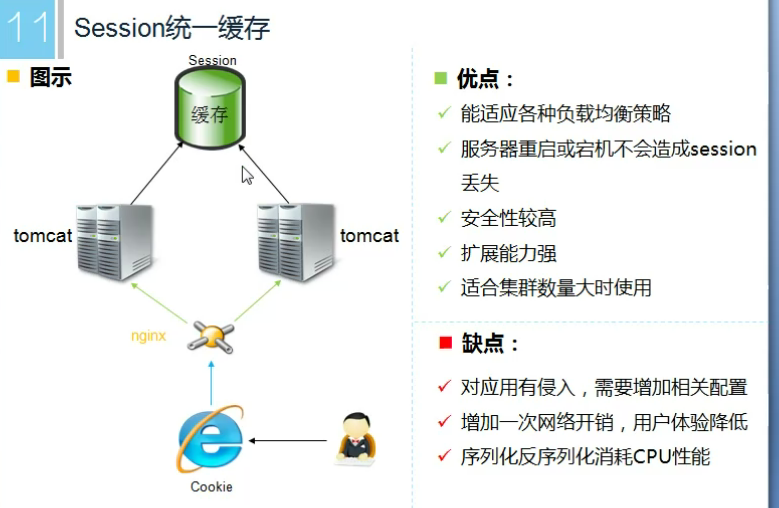 11
Session统一缓存
图示
Session
缓存
tomcat
tomcat
nginx
Cookie
优点：
能适应各种负载均衡策略
服务器重启或宕机不会造成session
丢失
安全性较高
扩展能力强
适合集群数量大时使用
缺点：
对应用有侵入，需要增加相关配置
增加一次网络开销，用户体验降低
序列化反序列化消耗CPU性能